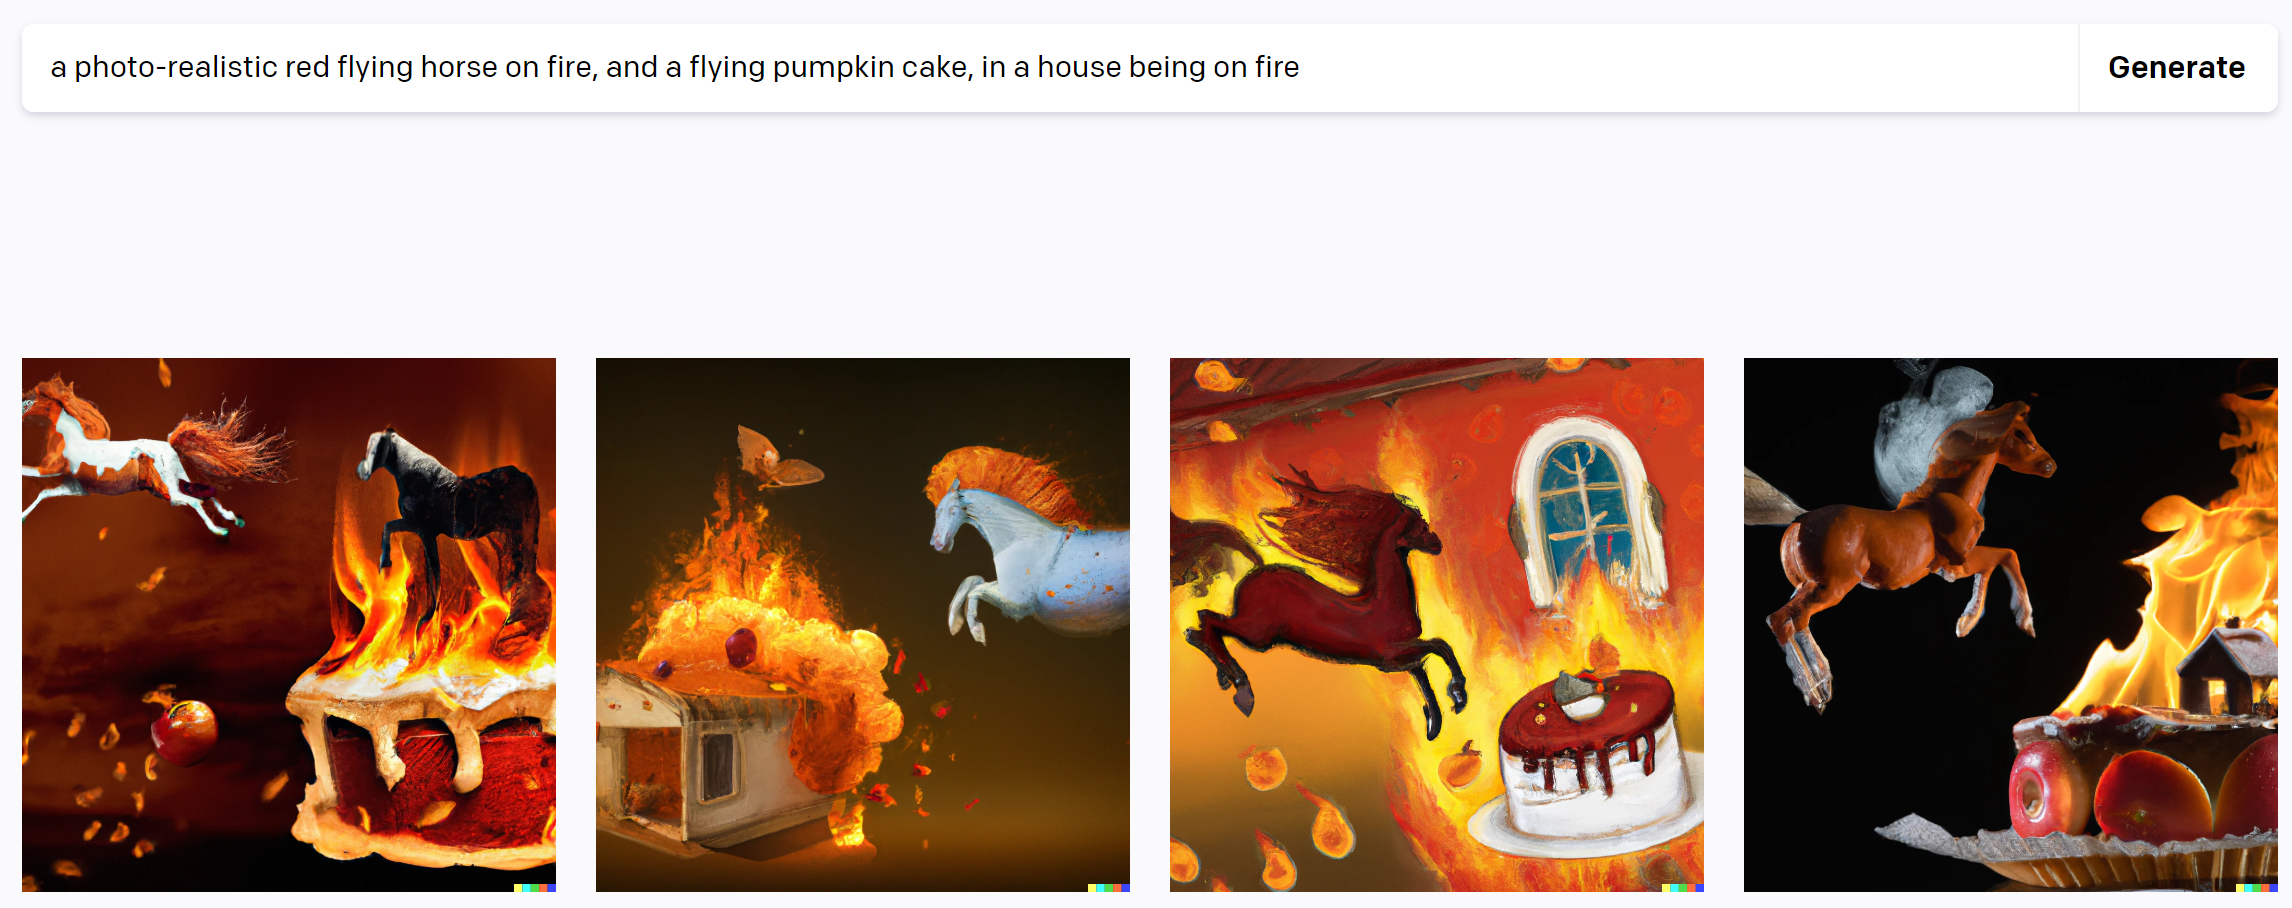 a photo-realistic red flying horse on fire, and a flying pumpkin cake, in a house being on fire
Generate